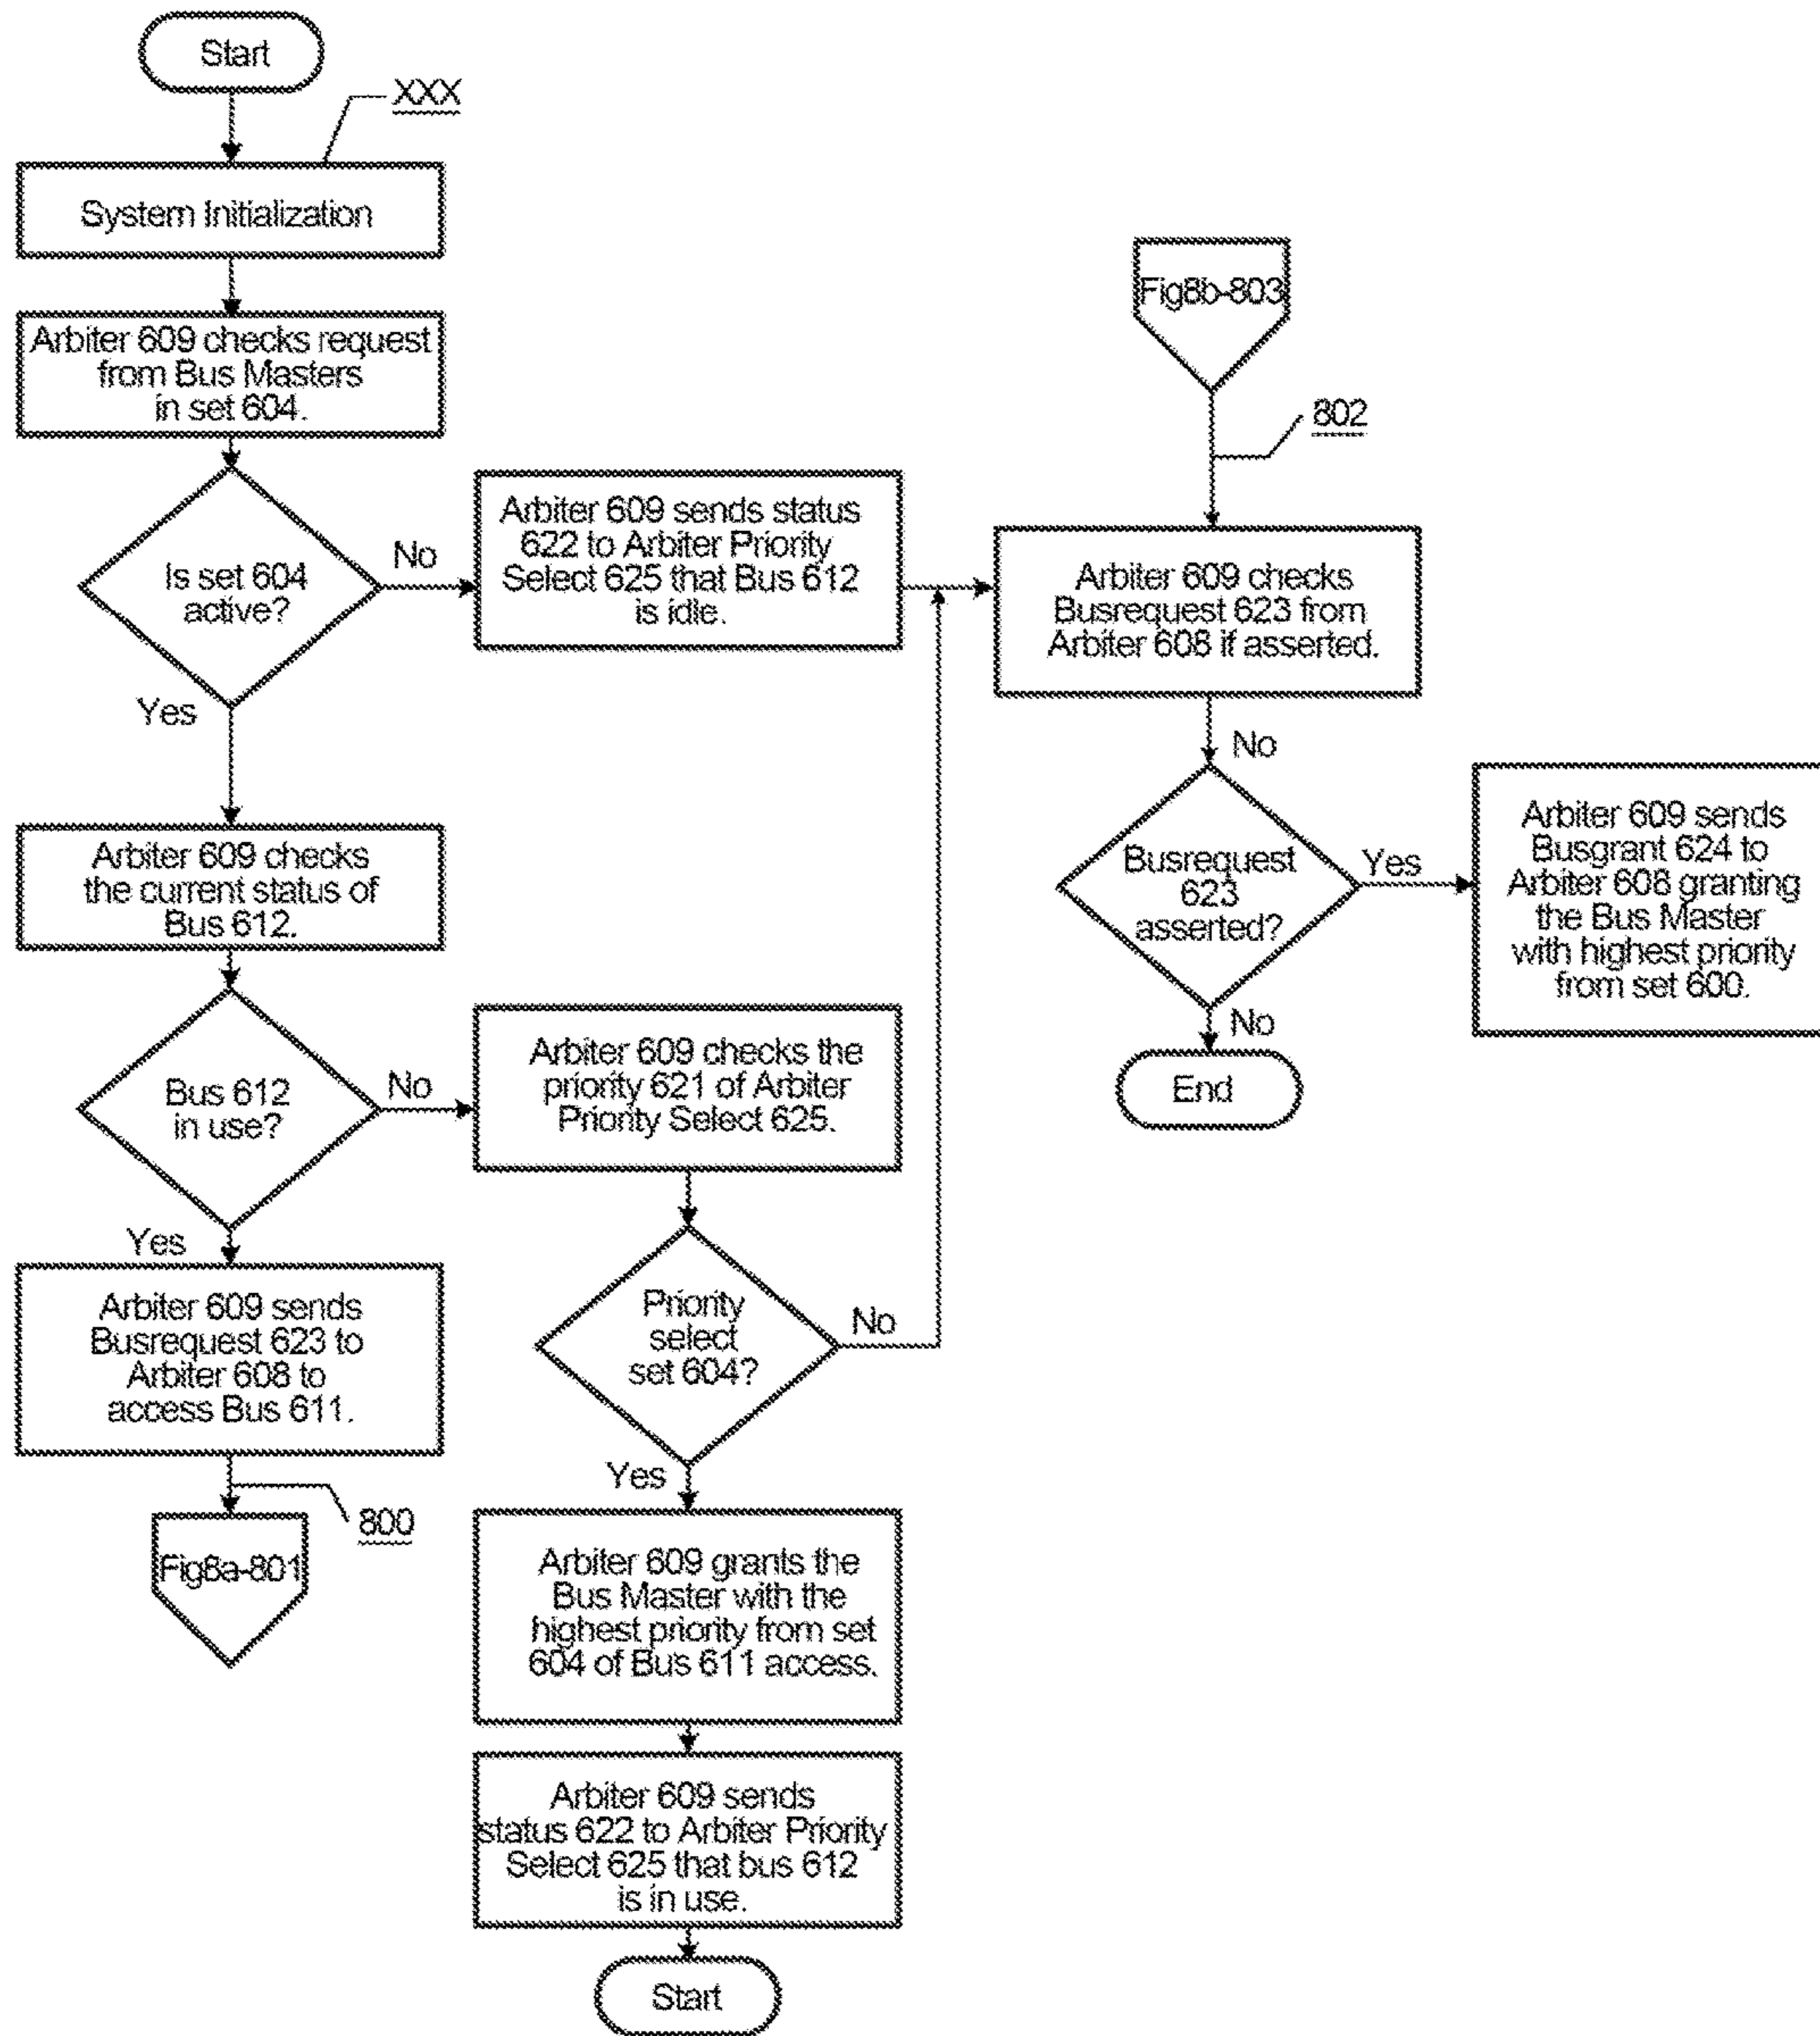 Start
XXX
System Initialization
Arbiter 609 checks request
from Bus Masters
in set 604.
Is set 604
active?
No
Yes
Arbiter 609 sends status
622 to Arbiter Priority
Select 625 that Bus 612
is idle.
Arbiter 609 checks
the current status of
Bus 612.
Bus 612
in use?
No
Yes
Arbiter 609 sends
Busrequest 623 to
Arbiter 608 to
access Bus 611.
800
Fig8a-801
Arbiter 609 checks the
priority 621 of Arbiter
Priority Select 625.
Priority
select
set 604?
No
Yes
Arbiter 609 grants the
Bus Master with the
highest priority from set
604 of Bus 611 access.
Arbiter 609 sends
status 622 to Arbiter Priority
Select 625 that bus 612
is in use.
Start
Fig8b-803
802
Arbiter 609 checks
Busrequest 623 from
Arbiter 608 if asserted.
No
Busrequest
623
asserted?
Yes
No
End
Arbiter 609 sends
Busgrant 624 to
Arbiter 608 granting
the Bus Master
with highest priority
from set 600.